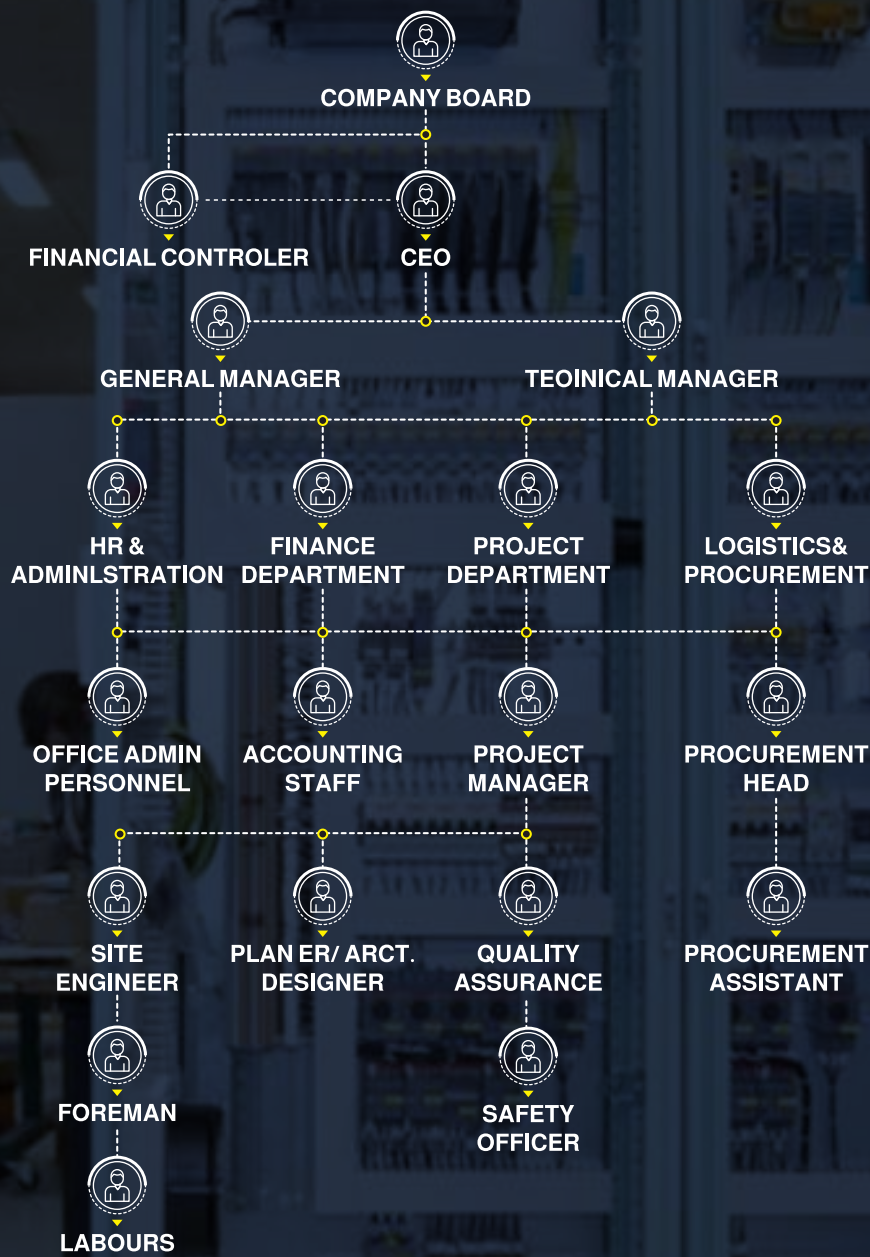 COMPANY BOARD
FINANCIAL CONTROLER
CEO
GENERAL MANAGER
TEOINICAL MANAGER
HR &
ADMINLSTRATION
FINANCE
DEPARTMENT
PROJECT
DEPARTMENT
LOGISTICS&
PROCUREMENT
OFFICE ADMIN
PERSONNEL
ACCOUNTING
STAFF
PROJECT
MANAGER
PROCUREMENT
HEAD
SITE
ENGINEER
PLAN ER/ ARCT.
DESIGNER
QUALITY
ASSURANCE
PROCUREMENT
ASSISTANT
FOREMAN
SAFETY
OFFICER
LABOURS